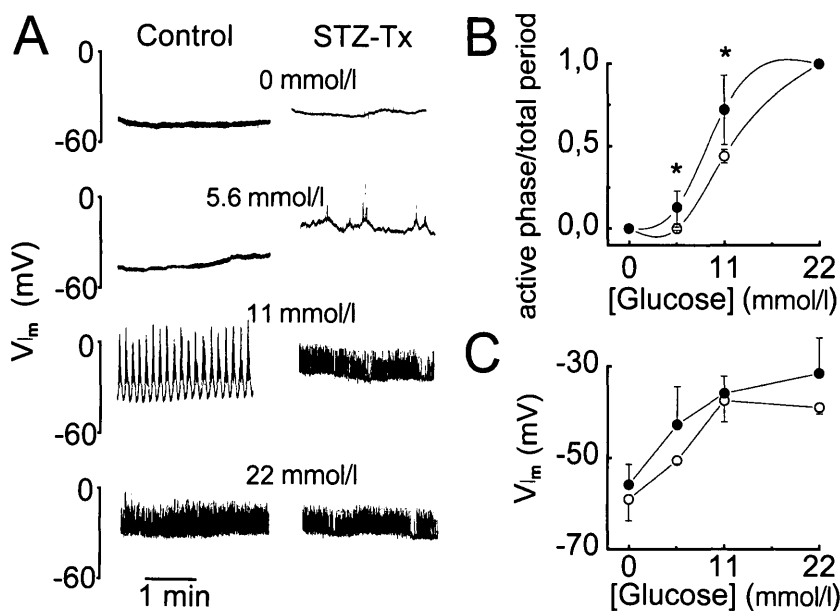 A
Control
STZ-Tx
0
-60
0 mmol/l
0
-60
5.6 mmol/l
Vm (mV)
0
-60
11 mmol/l
0
-60
22 mmol/l
1 min
B
active phase/total period
1,0
0,5
0,0
*
*
0
11
22
[Glucose] (mmol/l)
C
Vm (mV)
-30
-50
-70
0
11
22
[Glucose] (mmol/l)